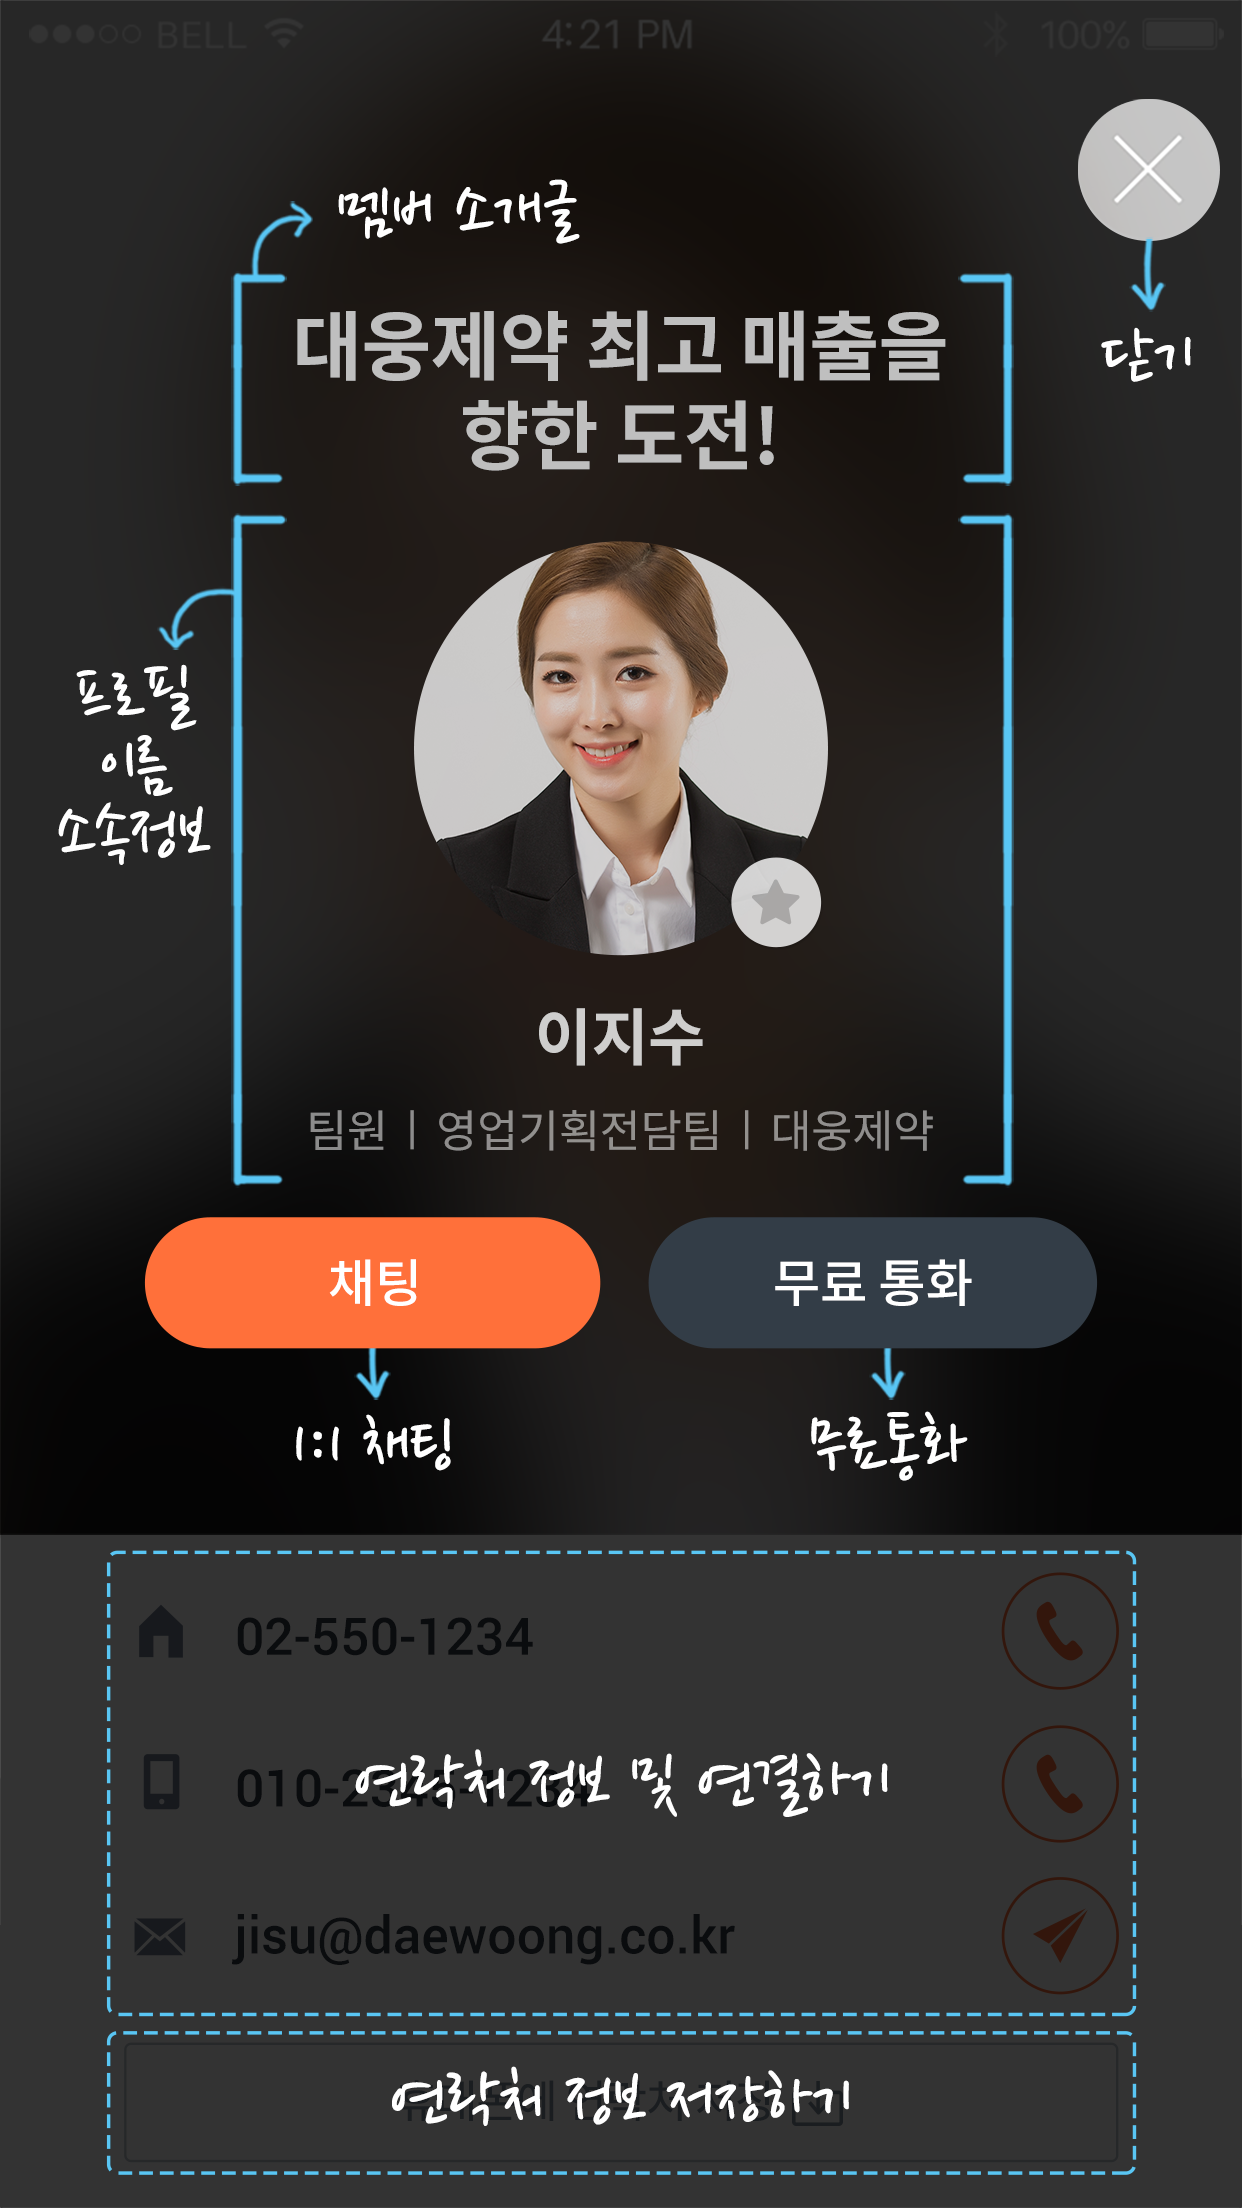 BELL 4:21 PM 100%
멤버 소개글
닫기
대웅제약 최고 매출을
향한 도전!
프로필
이름
소속정보
이지수
팀원 | 영업기획전담팀 | 대웅제약
채팅 무료 통화
1:1 채팅 무료통화
02-550-1234
010-2345-1234
연락처 정보 및 연결하기
jisu@daewoong.co.kr
연락처 정보 저장하기